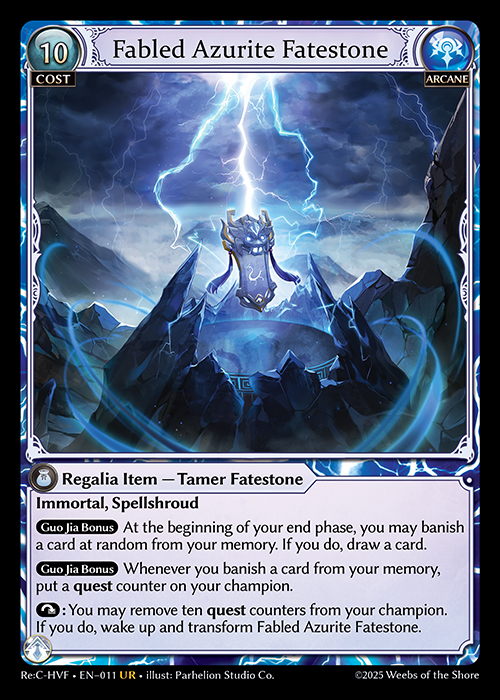 10
COST
Fabled Azurite Fatestone
ARCANE
Regalia Item — Tamer Fatestone
Immortal, Spellshroud
Guo Jia Bonus At the beginning of your end phase, you may banish
a card at random from your memory. If you do, draw a card.
Guo Jia Bonus Whenever you banish a card from your memory,
put a quest counter on your champion.
: You may remove ten quest counters from your champion.
If you do, wake up and transform Fabled Azurite Fatestone.
Re:C-HVF • EN-011 UR • illust: Parhelion Studio Co.
©2025 Weebs of the Shore